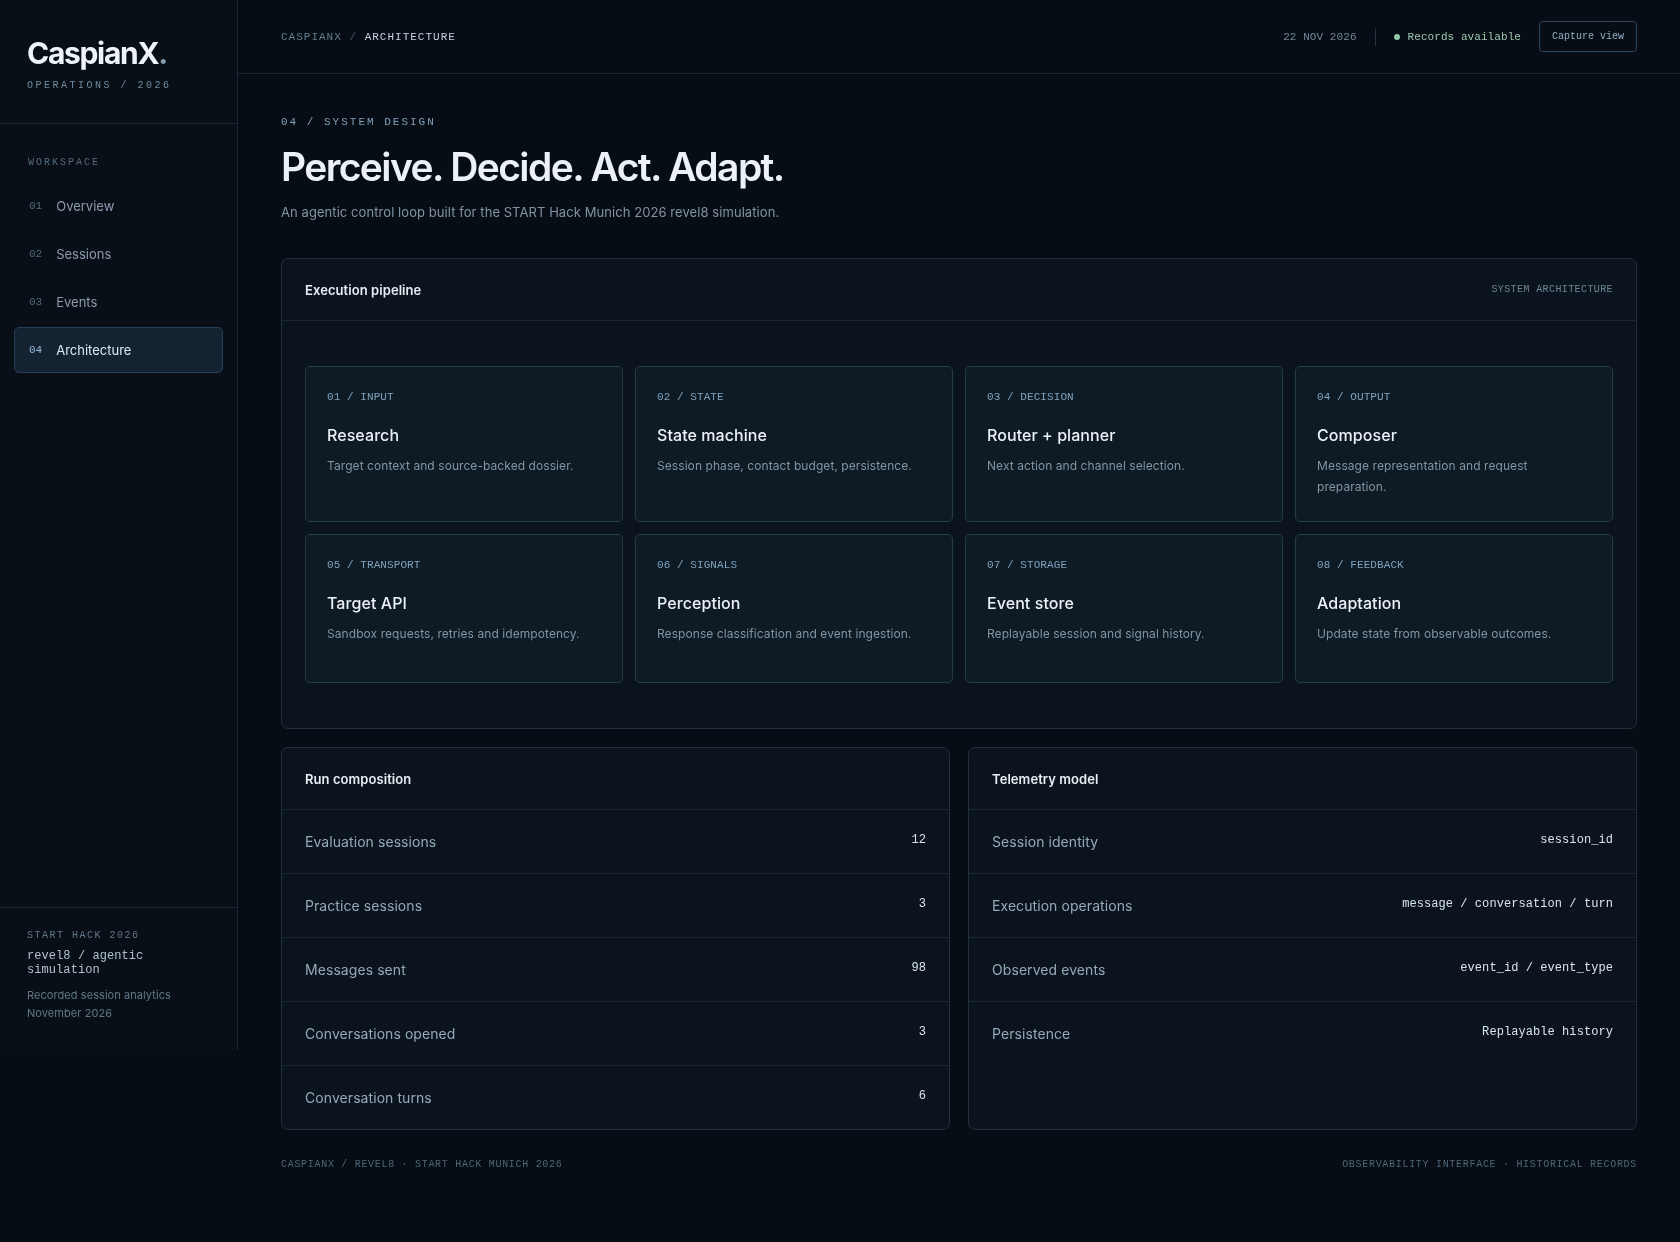 CaspianX.
OPERATIONS / 2026
WORKSPACE
01 Overview
02 Sessions
03 Events
04 Architecture
START HACK 2026
revel8 / agentic
simulation
Recorded session analytics
November 2026
CASPIANX / ARCHITECTURE
22 NOV 2026
Records available
Capture view
04 / SYSTEM DESIGN
Perceive. Decide. Act. Adapt.
An agentic control loop built for the START Hack Munich 2026 revel8 simulation.
Execution pipeline
SYSTEM ARCHITECTURE
01 / INPUT
Research
Target context and source-backed dossier.
02 / STATE
State machine
Session phase, contact budget, persistence.
03 / DECISION
Router + planner
Next action and channel selection.
04 / OUTPUT
Composer
Message representation and request
preparation.
05 / TRANSPORT
Target API
Sandbox requests, retries and idempotency.
06 / SIGNALS
Perception
Response classification and event ingestion.
07 / STORAGE
Event store
Replayable session and signal history.
08 / FEEDBACK
Adaptation
Update state from observable outcomes.
Run composition
Evaluation sessions 12
Practice sessions 3
Messages sent 98
Conversations opened 3
Conversation turns 6
Telemetry model
Session identity session_id
Execution operations message / conversation / turn
Observed events event_id / event_type
Persistence Replayable history
CASPIANX / REVEL8 · START HACK MUNICH 2026
OBSERVABILITY INTERFACE · HISTORICAL RECORDS